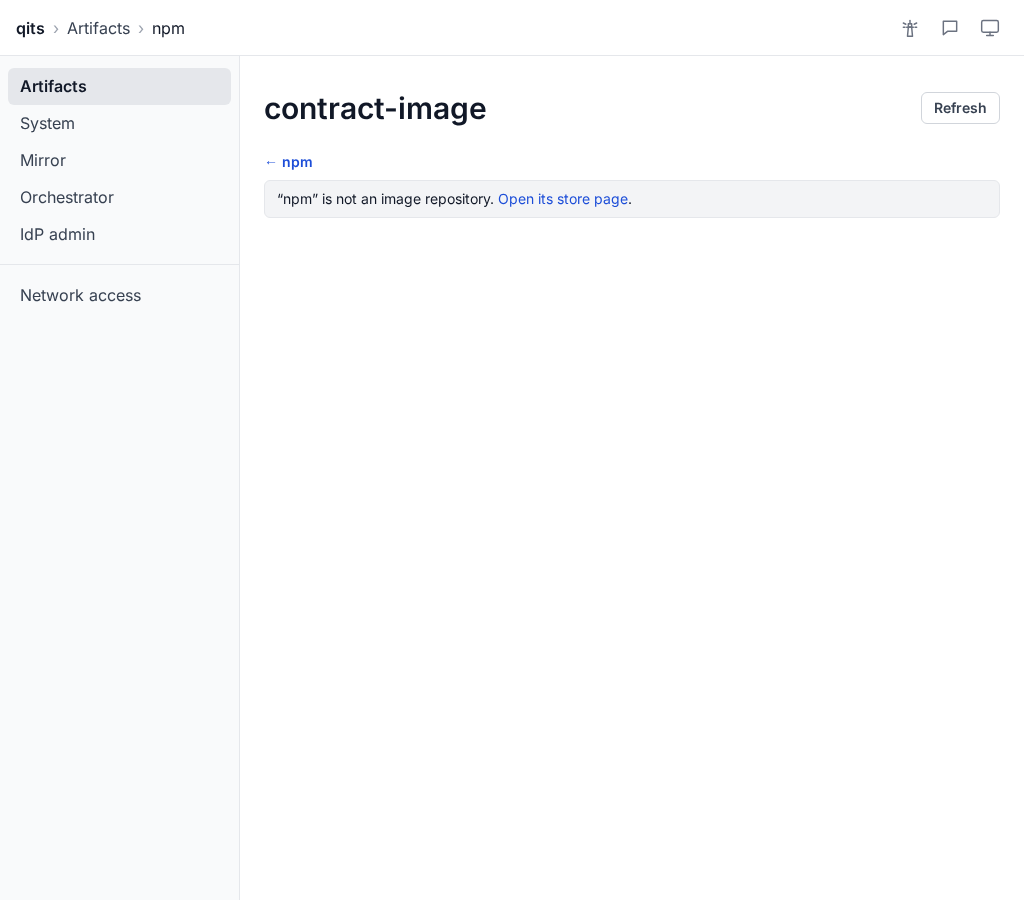 qits › Artifacts › npm
Artifacts
System
Mirror
Orchestrator
IdP admin
Network access
contract-image
Refresh
← npm
“npm” is not an image repository. Open its store page.